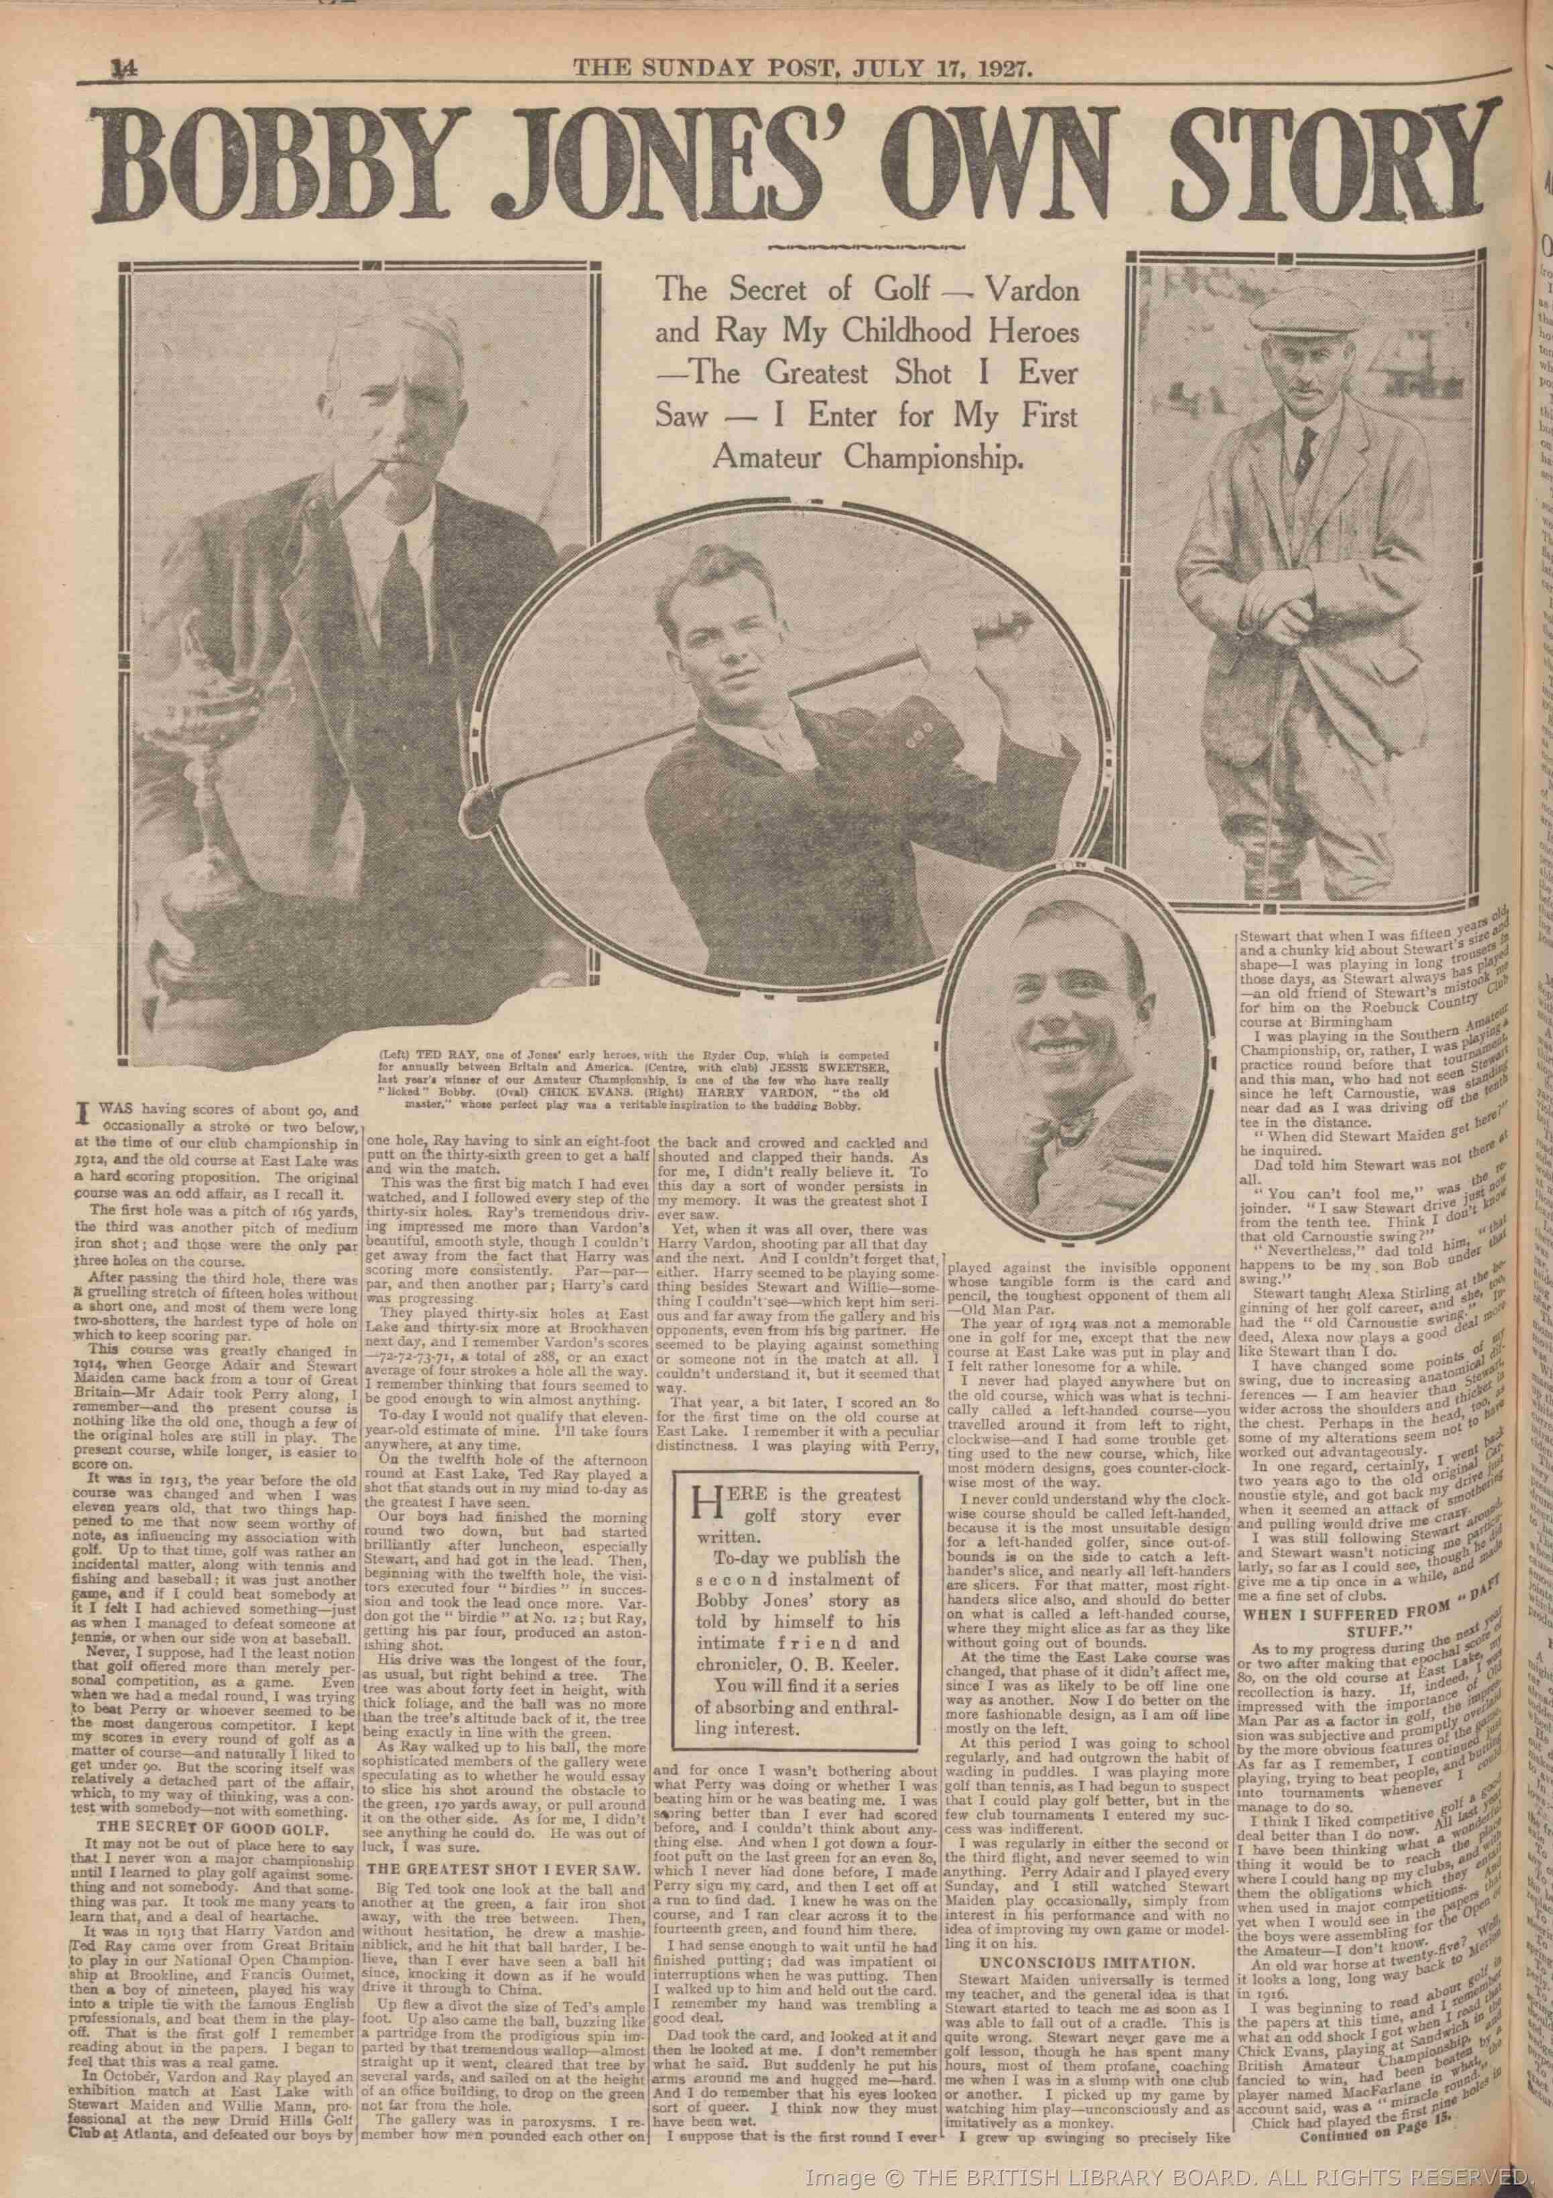 14
THE SUNDAY POST, JULY 17, 1927.
BOBBY JONES' OWN STORY
The Secret of Golf — Vardon
and Ray My Childhood Heroes
—The Greatest Shot I Ever
Saw — I Enter for My First
Amateur Championship.
(Left) TED RAY, one of Jones' early heroes, with the Ryder Cup, which is competed
for annually between Britain and America. (Centre, with club) JESSE SWEETSER,
last year's winner of our Amateur Championship, is one of the few who have really
"licked" Bobby. (Oval) CHICK EVANS. (Right) HARRY VARDON, "the old
master," whose perfect play was a veritable inspiration to the budding Bobby.
I WAS having scores of about 90, and
occasionally a stroke or two below,
at the time of our club championship in
1912, and the old course at East Lake was
a hard scoring proposition. The original
course was an odd affair, as I recall it.
The first hole was a pitch of 165 yards,
the third was another pitch of medium
iron shot; and those were the only par
three holes on the course.
After passing the third hole, there was
a gruelling stretch of fifteen holes without
a short one, and most of them were long
two-shotters, the hardest type of hole on
which to keep scoring par.
This course was greatly changed in
1914, when George Adair and Stewart
Maiden came back from a tour of Great
Britain—Mr Adair took Perry along, I
remember—and the present course is
nothing like the old one, though a few of
the original holes are still in play. The
present course, while longer, is easier to
score on.
It was in 1913, the year before the old
course was changed and when I was
eleven years old, that two things hap-
pened to me that now seem worthy of
note, as influencing my association with
golf. Up to that time, golf was rather an
incidental matter, along with tennis and
fishing and baseball; it was just another
game, and if I could beat somebody at
it I felt I had achieved something—just
as when I managed to defeat someone at
tennis, or when our side won at baseball.
Never, I suppose, had I the least notion
that golf offered more than merely per-
sonal competition, as a game. Even
when we had a medal round, I was trying
to beat Perry or whoever seemed to be
the most dangerous competitor. I kept
my scores in every round of golf as a
matter of course—and naturally I liked to
get under 90. But the scoring itself was
relatively a detached part of the affair,
which, to my way of thinking, was a con-
test with somebody—not with something.
THE SECRET OF GOOD GOLF.
It may not be out of place here to say
that I never won a major championship
until I learned to play golf against some-
thing and not somebody. And that some-
thing was par. It took me many years to
learn that, and a deal of heartache.
It was in 1913 that Harry Vardon and
Ted Ray came over from Great Britain
to play in our National Open Champion-
ship at Brookline, and Francis Ouimet,
then a boy of nineteen, played his way
into a triple tie with the famous English
professionals, and beat them in the play-
off. That is the first golf I remember
reading about in the papers. I began to
feel that this was a real game.
In October, Vardon and Ray played an
exhibition match at East Lake with
Stewart Maiden and Willie Mann, pro-
fessional at the new Druid Hills Golf
Club at Atlanta, and defeated our boys by
one hole, Ray having to sink an eight-foot
putt on the thirty-sixth green to get a half
and win the match.
This was the first big match I had ever
watched, and I followed every step of the
thirty-six holes. Ray's tremendous driv-
ing impressed me more than Vardon's
beautiful, smooth style, though I couldn't
get away from the fact that Harry was
scoring more consistently. Par—par—
par, and then another par; Harry's card
was progressing
They played thirty-six holes at East
Lake and thirty-six more at Brookhaven
next day, and I remember Vardon's scores
—72-72-73-71, a total of 288, or an exact
average of four strokes a hole all the way.
I remember thinking that fours seemed to
be good enough to win almost anything.
To-day I would not qualify that eleven-
year-old estimate of mine. I'll take fours
anywhere, at any time.
On the twelfth hole of the afternoon
round at East Lake, Ted Ray played a
shot that stands out in my mind to-day as
the greatest I have seen.
Our boys had finished the morning
round two down, but had started
brilliantly after luncheon, especially
Stewart, and had got in the lead. Then,
beginning with the twelfth hole, the visi-
tors executed four "birdies" in succes-
sion and took the lead once more. Var-
don got the "birdie" at No. 12; but Ray,
getting his par four, produced an aston-
ishing shot.
His drive was the longest of the four,
as usual, but right behind a tree. The
tree was about forty feet in height, with
thick foliage, and the ball was no more
than the tree's altitude back of it, the tree
being exactly in line with the green.
As Ray walked up to his ball, the more
sophisticated members of the gallery were
speculating as to whether he would essay
to slice his shot around the obstacle to
the green, 170 yards away, or pull around
it on the other side. As for me, I didn't
see anything he could do. He was out of
luck, I was sure.
THE GREATEST SHOT I EVER SAW.
Big Ted took one look at the ball and
another at the green, a fair iron shot
away, with the tree between. Then,
without hesitation, he drew a mashie-
niblick, and he hit that ball harder, I be-
lieve, than I ever have seen a ball hit
since, knocking it down as if he would
drive it through to China.
Up flew a divot the size of Ted's ample
foot. Up also came the ball, buzzing like
a partridge from the prodigious spin im-
parted by that tremendous wallop—almost
straight up it went, cleared that tree by
several yards, and sailed on at the height
of an office building, to drop on the green
not far from the hole.
The gallery was in paroxysms. I re-
member how men pounded each other on
the back and crowed and cackled and
shouted and clapped their hands. As
for me, I didn't really believe it. To
this day a sort of wonder persists in
my memory. It was the greatest shot I
ever saw.
Yet, when it was all over, there was
Harry Vardon, shooting par all that day
and the next. And I couldn't forget that,
either. Harry seemed to be playing some-
thing besides Stewart and Willie—some-
thing I couldn't see—which kept him seri-
ous and far away from the gallery and his
opponents, even from his big partner. He
seemed to be playing against something
or someone not in the match at all. I
couldn't understand it, but it seemed that
way.
That year, a bit later, I scored an 80
for the first time on the old course at
East Lake. I remember it with a peculiar
distinctness. I was playing with Perry,
HERE is the greatest
golf story ever
written.
To-day we publish the
second instalment of
Bobby Jones' story as
told by himself to his
intimate friend and
chronicler, O. B. Keeler.
You will find it a series
of absorbing and enthral-
ling interest.
and for once I wasn't bothering about
what Perry was doing or whether I was
beating him or he was beating me. I was
scoring better than I ever had scored
before, and I couldn't think about any-
thing else. And when I got down a four-
foot putt on the last green for an even 80,
which I never had done before, I made
Perry sign my card, and then I set off at
a run to find dad. I knew he was on the
course, and I ran clear across it to the
fourteenth green, and found him there.
I had sense enough to wait until he had
finished putting; dad was impatient of
interruptions when he was putting. Then
I walked up to him and held out the card.
I remember my hand was trembling a
good deal.
Dad took the card, and looked at it and
then he looked at me. I don't remember
what he said. But suddenly he put his
arms around me and hugged me—hard.
And I do remember that his eyes looked
sort of queer. I think now they must
have been wet.
I suppose that is the first round I ever
played against the invisible opponent
whose tangible form is the card and
pencil, the toughest opponent of them all
—Old Man Par.
The year of 1914 was not a memorable
one in golf for me, except that the new
course at East Lake was put in play and
I felt rather lonesome for a while.
I never had played anywhere but on
the old course, which was what is techni-
cally called a left-handed course—you
travelled around it from left to right,
clockwise—and I had some trouble get-
ting used to the new course, which, like
most modern designs, goes counter-clock-
wise most of the way.
I never could understand why the clock-
wise course should be called left-handed,
because it is the most unsuitable design
for a left-handed golfer, since out-of-
bounds is on the side to catch a left-
hander's slice, and nearly all left-handers
are slicers. For that matter, most right-
handers slice also, and should do better
on what is called a left-handed course,
where they might slice as far as they like
without going out of bounds.
At the time the East Lake course was
changed, that phase of it didn't affect me,
since I was as likely to be off line one
way as another. Now I do better on the
more fashionable design, as I am off line
mostly on the left.
At this period I was going to school
regularly, and had outgrown the habit of
wading in puddles. I was playing more
golf than tennis, as I had begun to suspect
that I could play golf better, but in the
few club tournaments I entered my suc-
cess was indifferent.
I was regularly in either the second or
the third flight, and never seemed to win
anything. Perry Adair and I played every
Sunday, and I still watched Stewart
Maiden play occasionally, simply from
interest in his performance and with no
idea of improving my own game or model-
ling it on his.
UNCONSCIOUS IMITATION.
Stewart Maiden universally is termed
my teacher, and the general idea is that
Stewart started to teach me as soon as I
was able to fall out of a cradle. This is
quite wrong. Stewart never gave me a
golf lesson, though he has spent many
hours, most of them profane, coaching
me when I was in a slump with one club
or another. I picked up my game by
watching him play—unconsciously and as
imitatively as a monkey.
I grew up swinging so precisely like
Stewart that when I was fifteen years old,
and a chunky kid about Stewart's size and
shape—I was playing in long trousers in
those days, as Stewart always has played
—an old friend of Stewart's mistook me
for him on the Roebuck Country Club
course at Birmingham
I was playing in the Southern Amateur
Championship, or, rather, I was playing a
practice round before that tournament,
and this man, who had not seen Stewart
since he left Carnoustie, was standing
near dad as I was driving off the tenth
tee in the distance.
"When did Stewart Maiden get here?"
he inquired.
Dad told him Stewart was not there at
all.
"You can't fool me," was the re-
joinder. "I saw Stewart drive just now
from the tenth tee. Think I don't know
that old Carnoustie swing?"
"Nevertheless," dad told him, "that
happens to be my son Bob under that
swing."
Stewart taught Alexa Stirling at the be-
ginning of her golf career, and she, too,
had the "old Carnoustie swing." In-
deed, Alexa now plays a good deal more
like Stewart than I do.
I have changed some points of my
swing, due to increasing anatomical dif-
ferences — I am heavier than Stewart,
wider across the shoulders and thicker in
the chest. Perhaps in the head, too, as
some of my alterations seem not to have
worked out advantageously.
In one regard, certainly, I went back
two years ago to the old original Car-
noustie style, and got back my drive just
when it seemed an attack of smothering
and pulling would drive me crazy.
I was still following Stewart around,
and Stewart wasn't noticing me particu-
larly, so far as I could see, though he did
give me a tip once in a while, and made
me a fine set of clubs.
WHEN I SUFFERED FROM "DAFT
STUFF."
As to my progress during the next year
or two after making that epochal score of
80, on the old course at East Lake, my
recollection is hazy. If, indeed, I was
impressed with the importance of Old
Man Par as a factor in golf, the impres-
sion was subjective and promptly overlaid
by the more obvious features of the game.
As far as I remember, I continued just
playing, trying to beat people, and butting
into tournaments whenever I could
manage to do so.
I think I liked competitive golf a good
deal better than I do now. All last year
I have been thinking what a wonderful
thing it would be to reach the place
where I could hang up my clubs, and with
them the obligations which they entail
when used in major competitions. And
yet when I would see in the papers that
the boys were assembling for the Open or
the Amateur—I don't know.
An old war horse at twenty-five? Well,
it looks a long, long way back to Merion
in 1916.
I was beginning to read about golf in
the papers at this time, and I remember
what an odd shock I got when I read that
Chick Evans, playing at Sandwich in the
British Amateur Championship,
fancied to win, had been beaten by a
player named MacFarlane in what, the
account said, was a "miracle round."
Chick had played the first nine holes in
Continued on Page 15.
Image © THE BRITISH LIBRARY BOARD. ALL RIGHTS RESERVED.